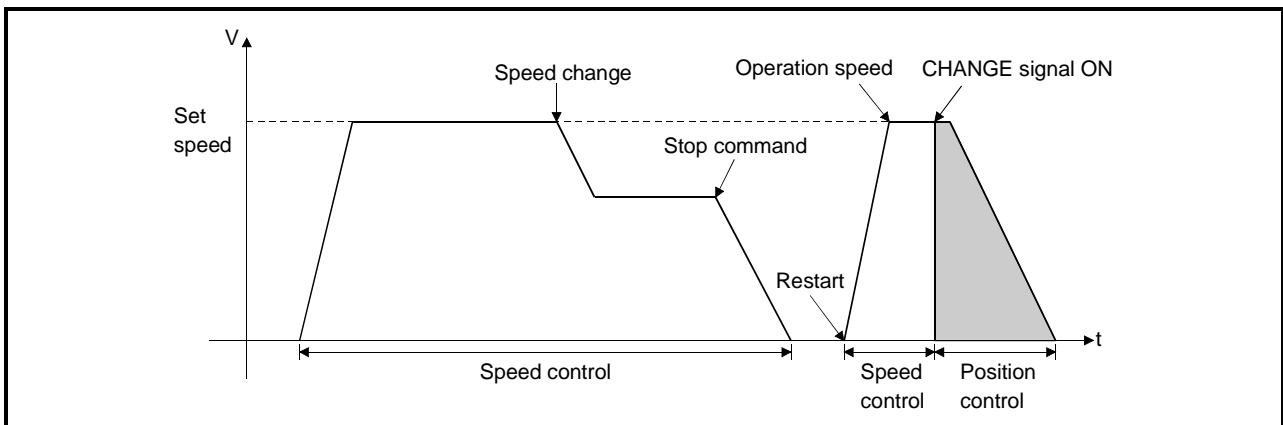 V
Speed change
Operation speed
CHANGE signal ON
Set
speed
Stop command
Restart
t
Speed control
Speed
control
Position
control